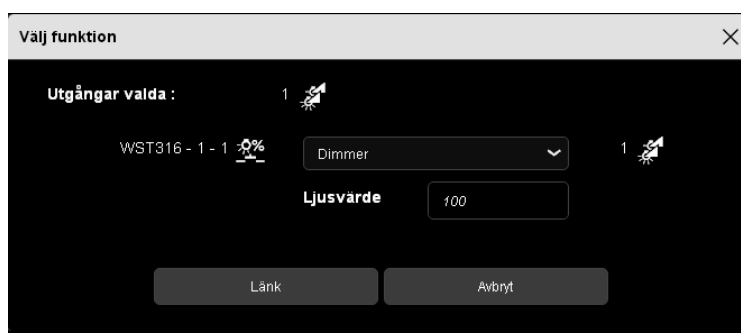 Välj funktion
Utgångar valda : 1
WST316 - 1 - 1 % Dimmer 1
Ljusvärde 100
Länk Avbryt